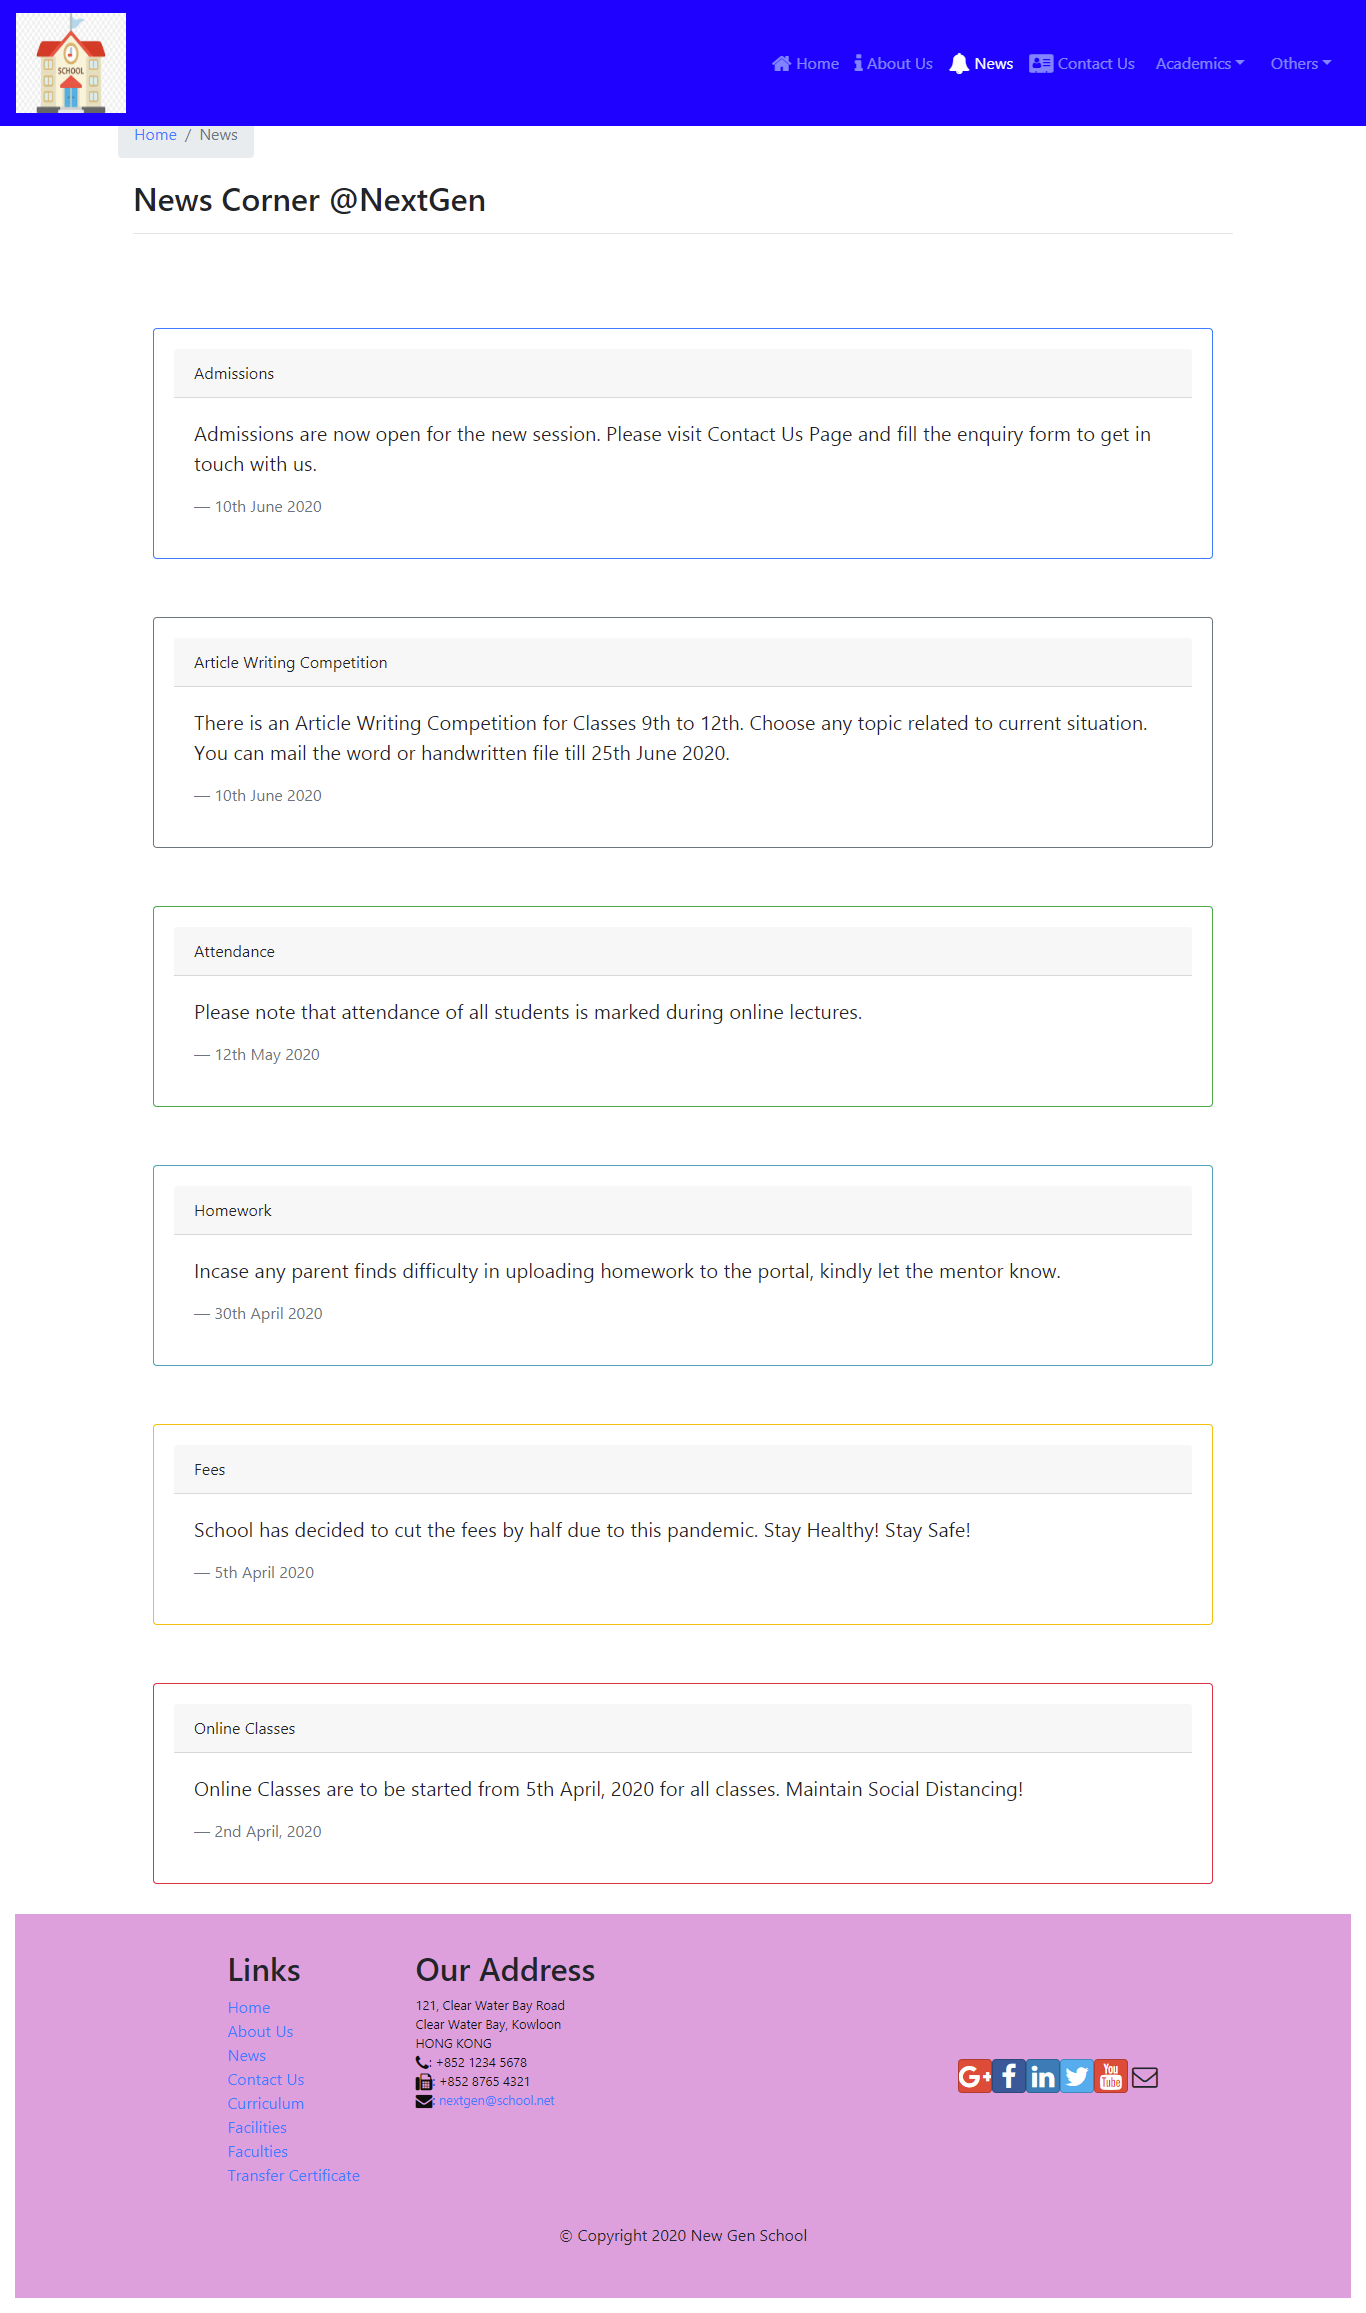 SCHOOL
Home About Us News Contact Us Academics Others
Home / News
News Corner @NextGen
Admissions
Admissions are now open for the new session. Please visit Contact Us Page and fill the enquiry form to get in
touch with us.
— 10th June 2020
Article Writing Competition
There is an Article Writing Competition for Classes 9th to 12th. Choose any topic related to current situation.
You can mail the word or handwritten file till 25th June 2020.
— 10th June 2020
Attendance
Please note that attendance of all students is marked during online lectures.
— 12th May 2020
Homework
Incase any parent finds difficulty in uploading homework to the portal, kindly let the mentor know.
— 30th April 2020
Fees
School has decided to cut the fees by half due to this pandemic. Stay Healthy! Stay Safe!
— 5th April 2020
Online Classes
Online Classes are to be started from 5th April, 2020 for all classes. Maintain Social Distancing!
— 2nd April, 2020
Links
Home
About Us
News
Contact Us
Curriculum
Facilities
Faculties
Transfer Certificate
Our Address
121, Clear Water Bay Road
Clear Water Bay, Kowloon
HONG KONG
: +852 1234 5678
: +852 8765 4321
: nextgen@school.net
G+ f in You Tube
© Copyright 2020 New Gen School